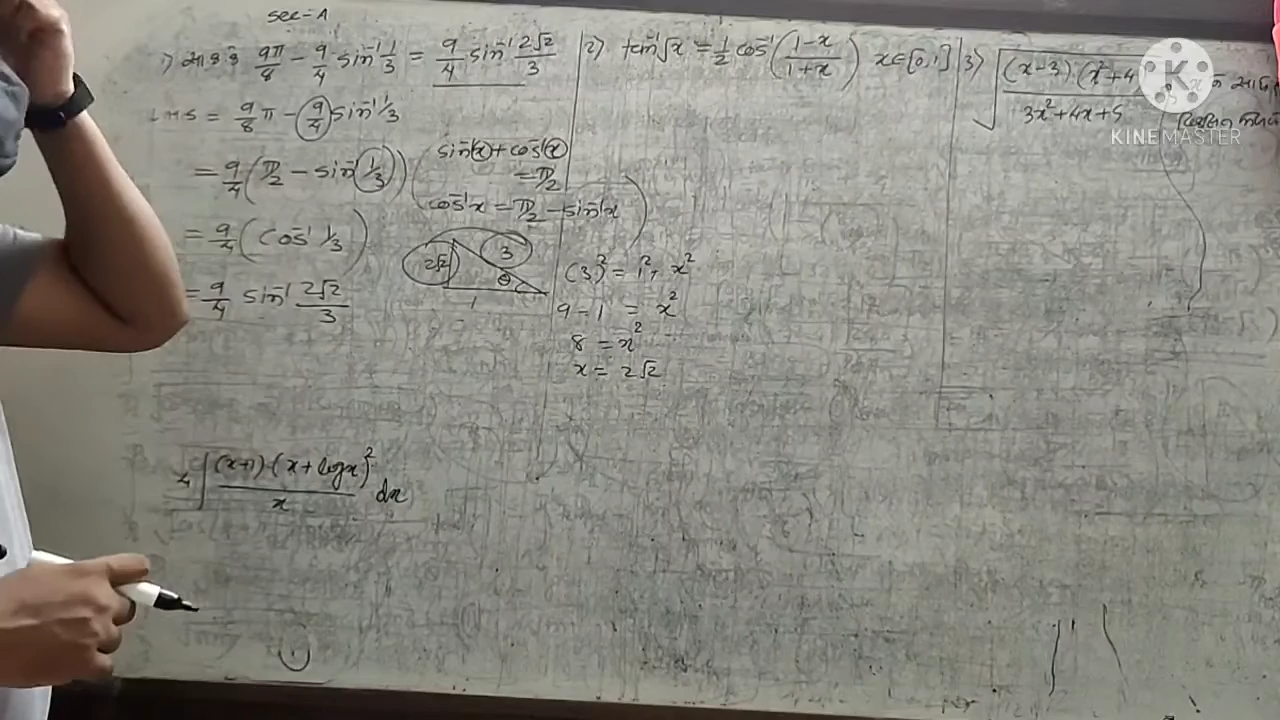 sec-A
1) 9π/8 - 9/4 sin⁻¹ 1/3 = 9/4 sin⁻¹ 2√2/3
LHS = 9/8 π - 9/4 sin⁻¹ 1/3
= 9/4 (π/2 - sin⁻¹ 1/3)
(sin⁻¹(x) + cos⁻¹(x)
= π/2
cos⁻¹x = π/2 - sin⁻¹x)
= 9/4 (cos⁻¹ 1/3)
= 9/4 sin⁻¹ 2√2/3
2√2 3 θ 1
(3)² = 1² + x²
9 - 1 = x²
8 = x²
x = 2√2
2) tan⁻¹√x = 1/2 cos⁻¹ (1-x/1+x) x∈[0,1]
3) √((x-3)·(x²+4)/3x²+4x+5)
4 ∫ (x+1)·(x+logx)²/x dx
K
KINEMASTER